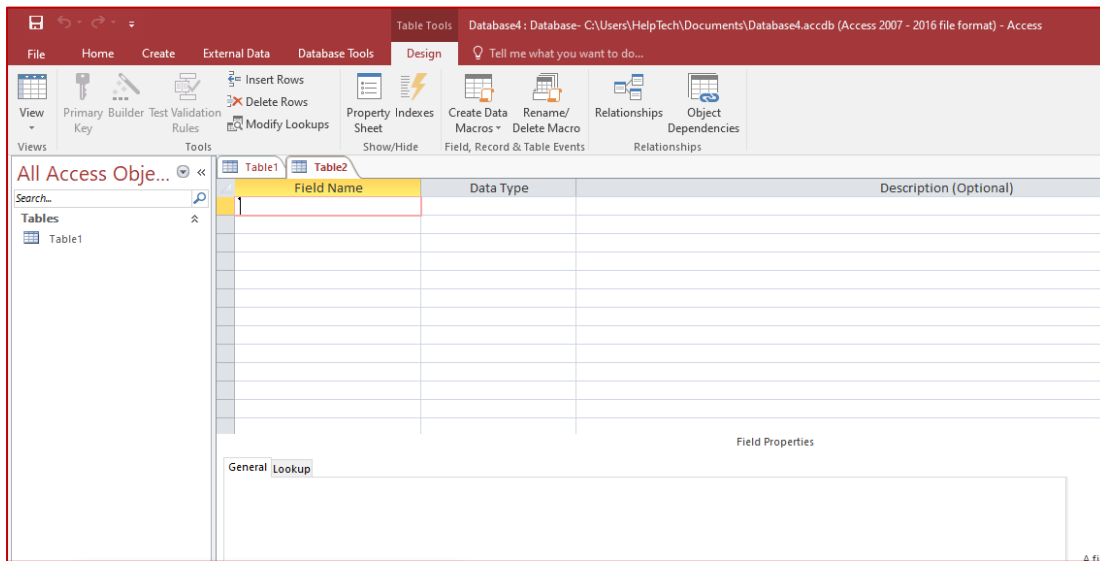 Table Tools Database4 : Database- C:\Users\HelpTech\Documents\Database4.accdb (Access 2007 - 2016 file format) - Access
File Home Create External Data Database Tools Design Tell me what you want to do...
View
Primary Key
Builder
Test Validation Rules
Insert Rows
Delete Rows
Modify Lookups
Property Sheet
Indexes
Create Data Macros
Rename/ Delete Macro
Relationships
Object Dependencies
Views Tools Show/Hide Field, Record & Table Events Relationships
All Access Obje...
Search...
Tables
Table1
Table1 Table2
Field Name Data Type Description (Optional)
Field Properties
General Lookup